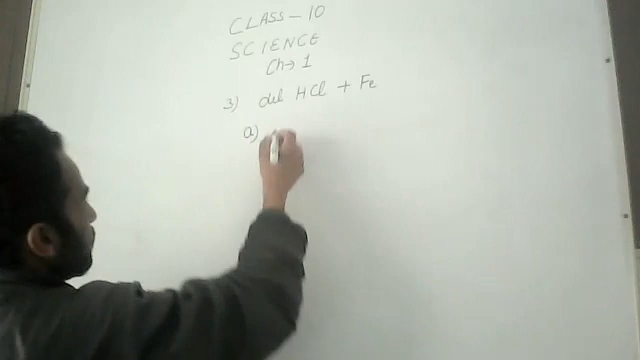 CLASS - 10
SCIENCE
Ch → 1
3) dil HCl + Fe
a)